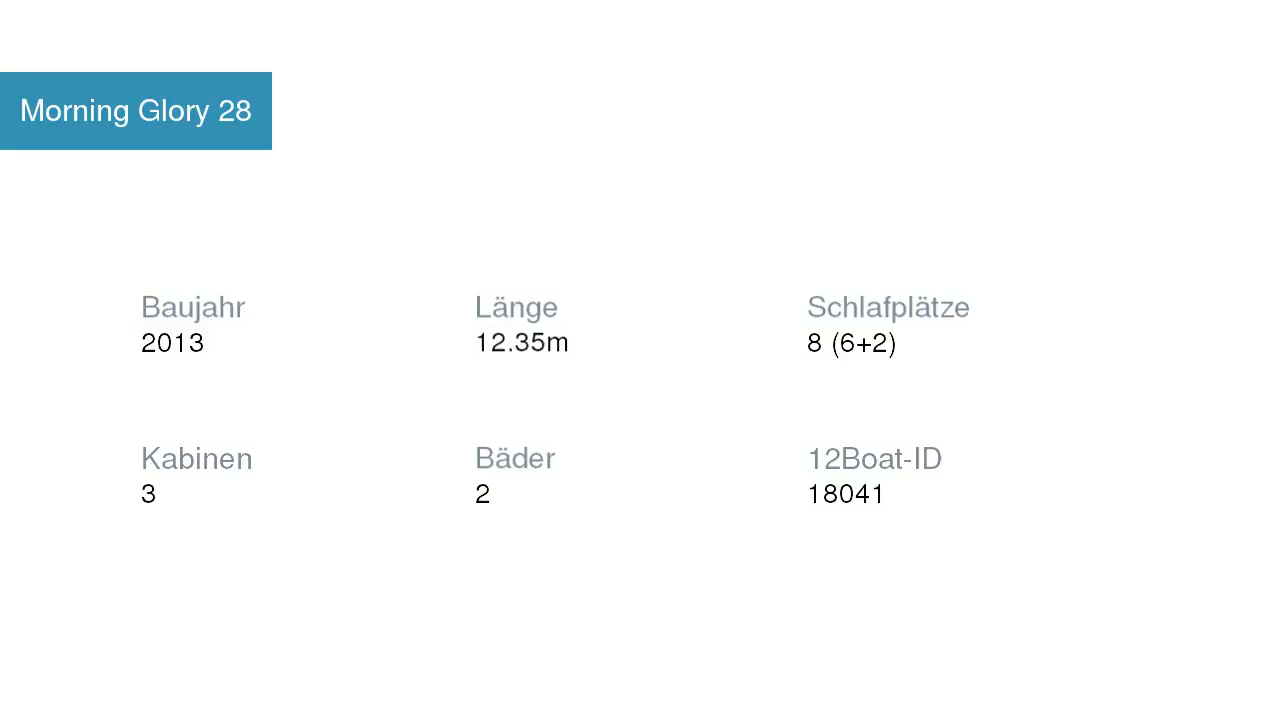 Morning Glory 28
Baujahr
2013
Länge
12.35m
Schlafplätze
8 (6+2)
Kabinen
3
Bäder
2
12Boat-ID
18041